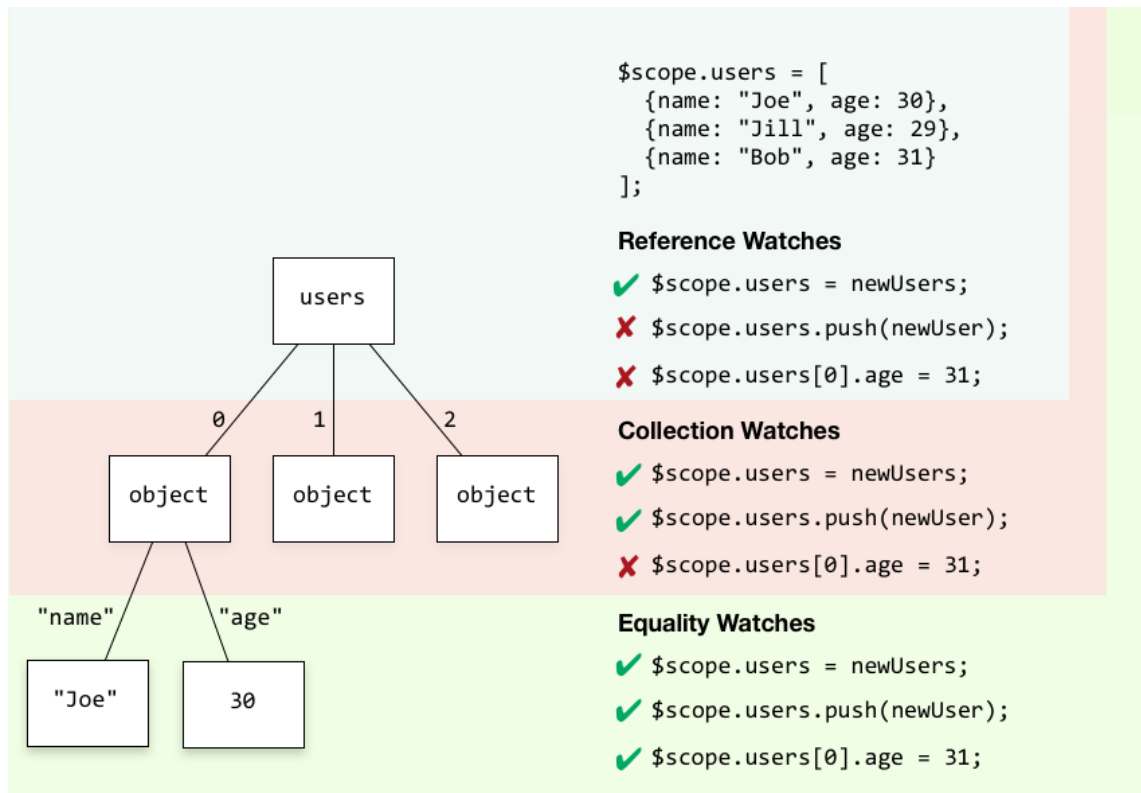 $scope.users = [
{name: "Joe", age: 30},
{name: "Jill", age: 29},
{name: "Bob", age: 31}
];
Reference Watches
✔ $scope.users = newUsers;
✘ $scope.users.push(newUser);
✘ $scope.users[0].age = 31;
users
0 1 2
object object object
"name" "age"
"Joe" 30
Collection Watches
✔ $scope.users = newUsers;
✔ $scope.users.push(newUser);
✘ $scope.users[0].age = 31;
Equality Watches
✔ $scope.users = newUsers;
✔ $scope.users.push(newUser);
✔ $scope.users[0].age = 31;